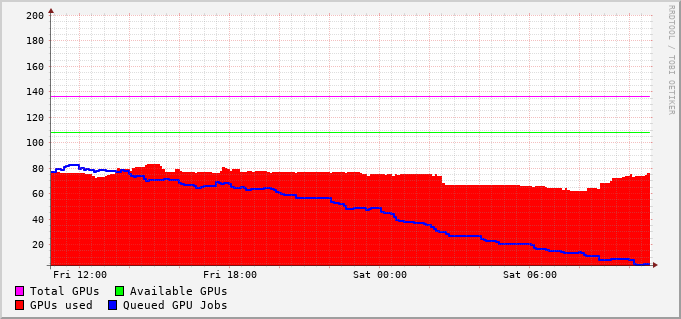 200
180
160
140
120
100
80
60
40
20
Fri 12:00 Fri 18:00 Sat 00:00 Sat 06:00
Total GPUs Available GPUs
GPUs used Queued GPU Jobs
RRDTOOL / TOBI OETIKER